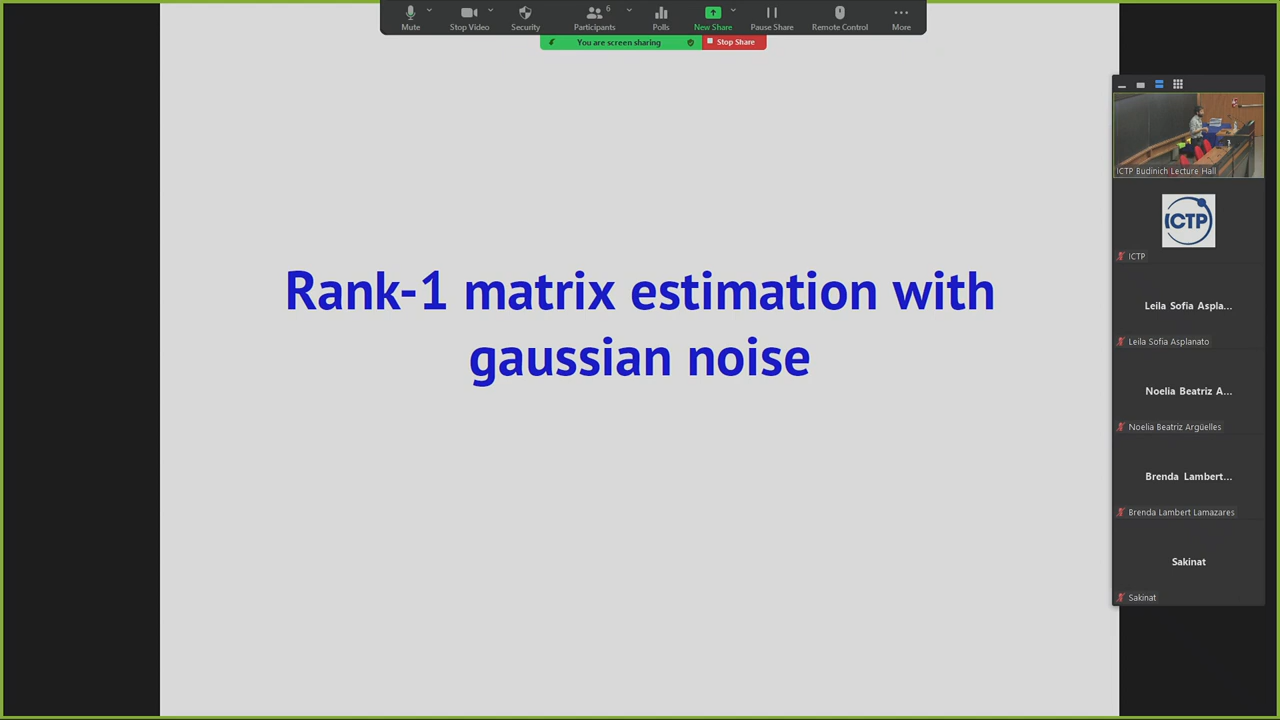 Mute
Stop Video
Security
Participants
6
Polls
New Share
Pause Share
Remote Control
More
You are screen sharing
Stop Share
Rank-1 matrix estimation with
gaussian noise
ICTP Budinich Lecture Hall
ICTP
ICTP
Leila Sofia Aspla...
Leila Sofia Asplanato
Noelia Beatriz A...
Noelia Beatriz Argüelles
Brenda Lambert...
Brenda Lambert Lamazares
Sakinat
Sakinat